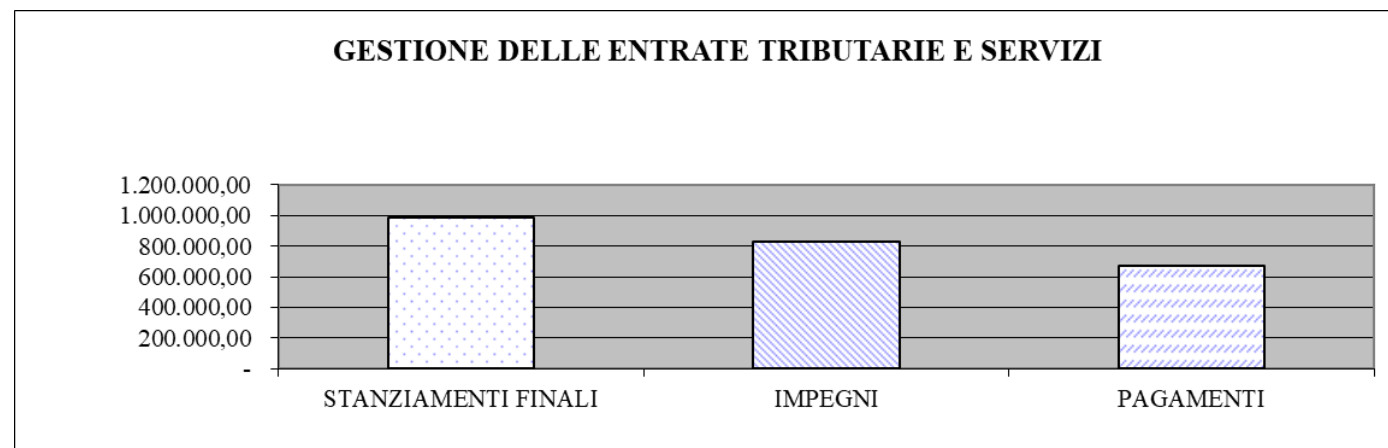 GESTIONE DELLE ENTRATE TRIBUTARIE E SERVIZI
1.200.000,00
1.000.000,00
800.000,00
600.000,00
400.000,00
200.000,00
-
STANZIAMENTI FINALI
IMPEGNI
PAGAMENTI